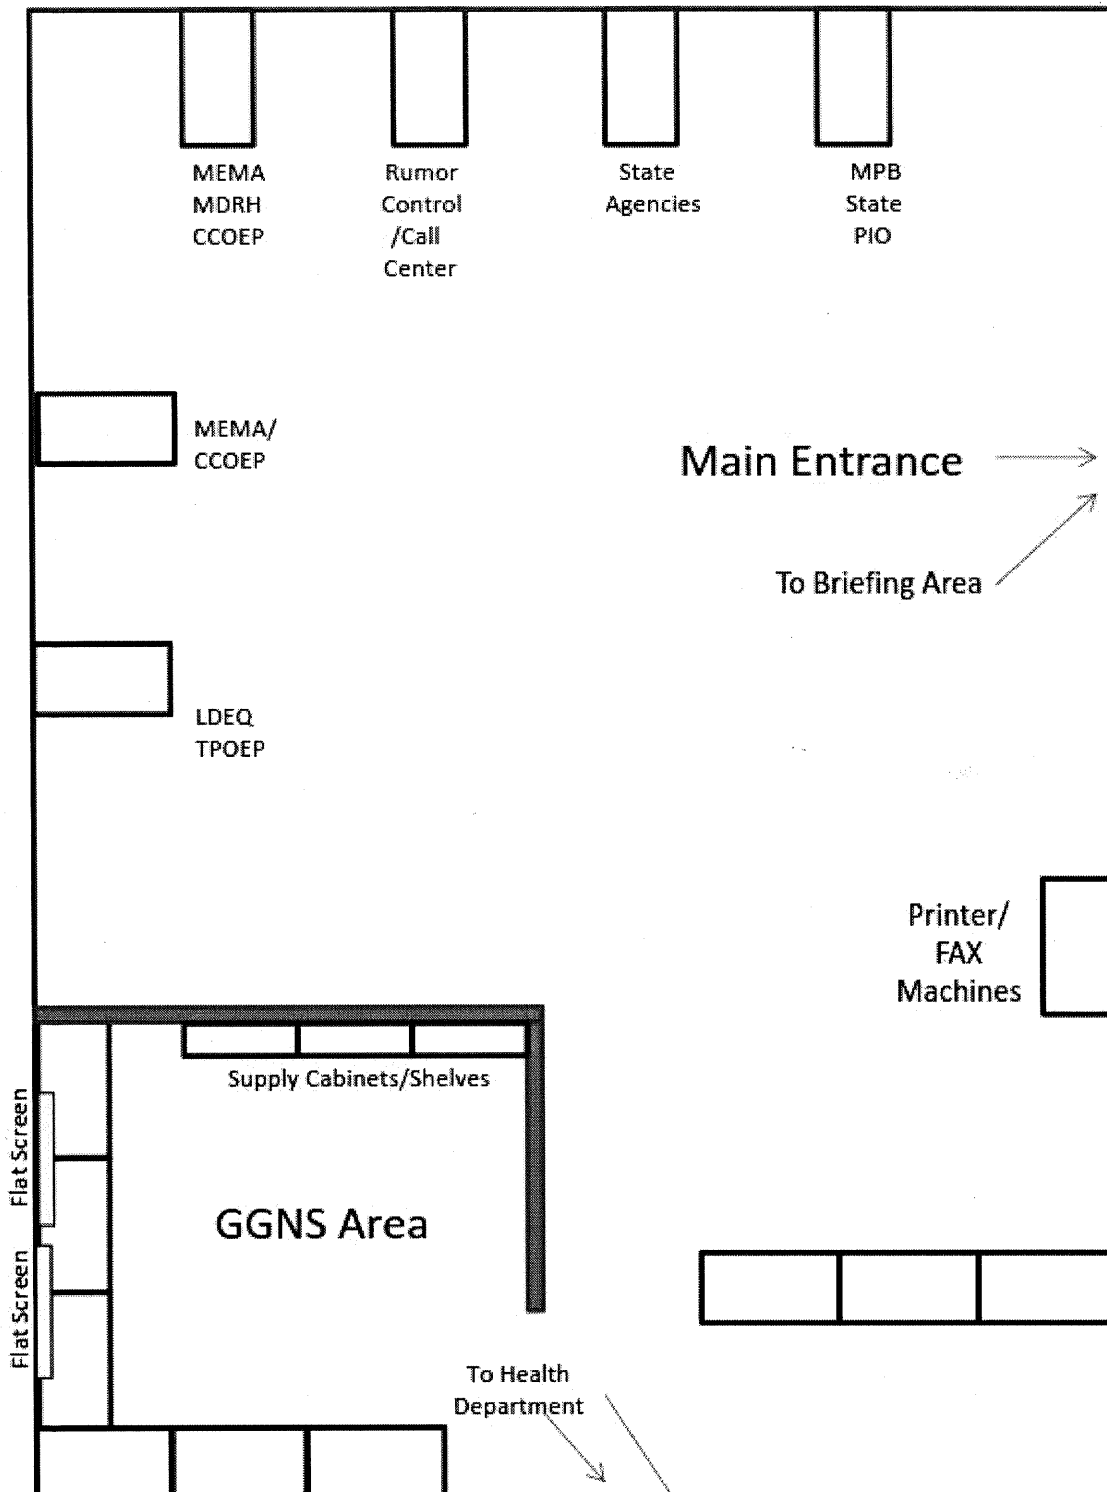 MEMA
MDRH
CCOEP
Rumor
Control
/Call
Center
State
Agencies
MPB
State
PIO
MEMA/
CCOEP
Main Entrance
To Briefing Area
LDEQ
TPOEP
Printer/
FAX
Machines
Supply Cabinets/Shelves
Flat Screen
GGNS Area
Flat Screen
To Health
Department